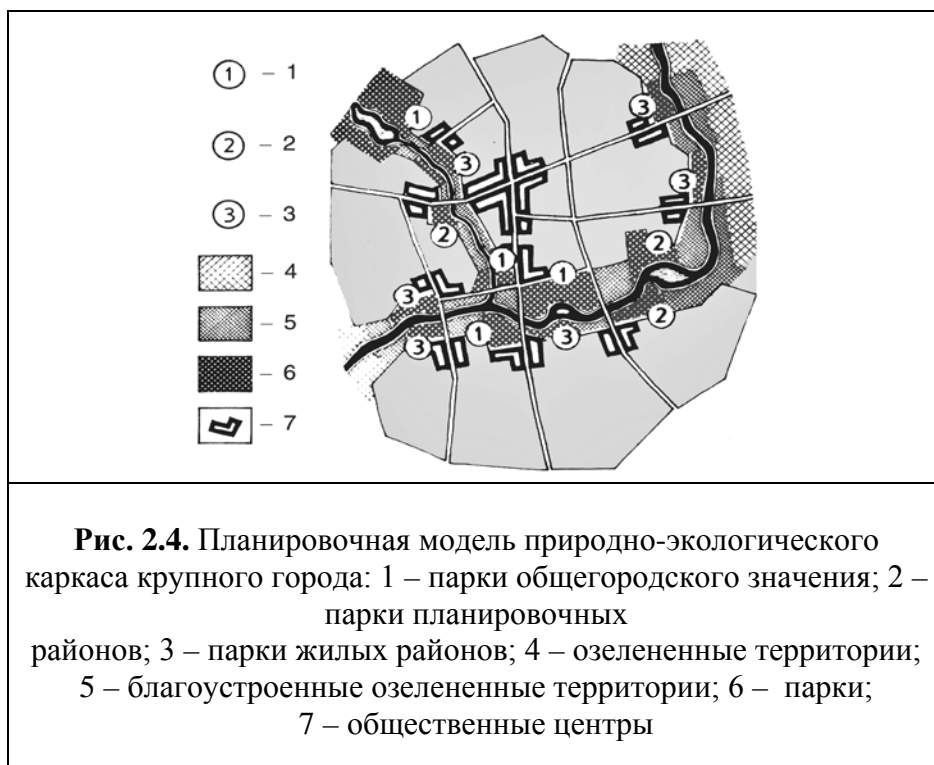 1 – 1
2 – 2
3 – 3
– 4
– 5
– 6
– 7
1
3
3
3
2
2
1
1
3
2
1
3
3
Рис. 2.4. Планировочная модель природно-экологического
каркаса крупного города: 1 – парки общегородского значения; 2 –
парки планировочных
районов; 3 – парки жилых районов; 4 – озелененные территории;
5 – благоустроенные озелененные территории; 6 – парки;
7 – общественные центры